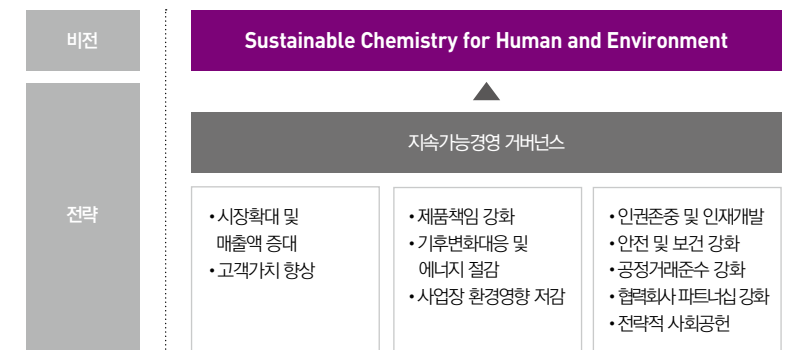 비전
Sustainable Chemistry for Human and Environment
지속가능경영 거버넌스
전략
•시장확대 및
매출액 증대
•고객가치 향상
•제품책임 강화
•기후변화대응 및
에너지 절감
•사업장 환경영향 저감
•인권존중 및 인재개발
•안전 및 보건 강화
•공정거래준수 강화
•협력회사 파트너십 강화
•전략적 사회공헌